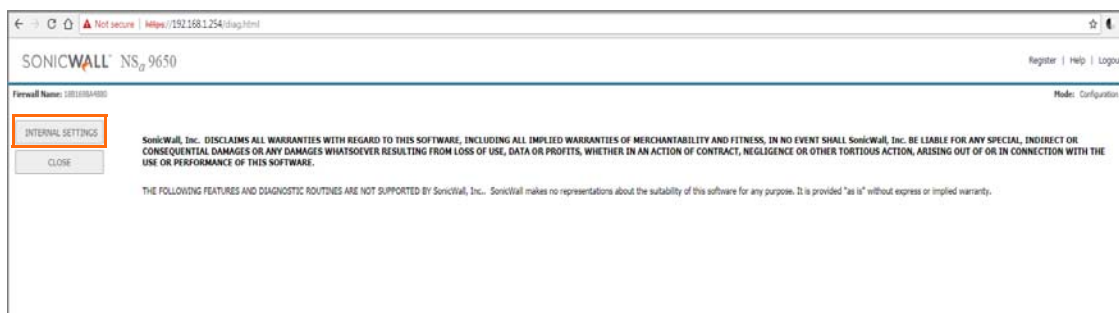 Not secure | https://192.168.1.254/diag.html
SONICWALL NSa 9650
Register | Help | Logou
Firewall Name:
Mode: Configuration
INTERNAL SETTINGS
CLOSE
SonicWall, Inc. DISCLAIMS ALL WARRANTIES WITH REGARD TO THIS SOFTWARE, INCLUDING ALL IMPLIED WARRANTIES OF MERCHANTABILITY AND FITNESS, IN NO EVENT SHALL SonicWall, Inc. BE LIABLE FOR ANY SPECIAL, INDIRECT OR
CONSEQUENTIAL DAMAGES OR ANY DAMAGES WHATSOEVER RESULTING FROM LOSS OF USE, DATA OR PROFITS, WHETHER IN AN ACTION OF CONTRACT, NEGLIGENCE OR OTHER TORTIOUS ACTION, ARISING OUT OF OR IN CONNECTION WITH THE
USE OR PERFORMANCE OF THIS SOFTWARE.
THE FOLLOWING FEATURES AND DIAGNOSTIC ROUTINES ARE NOT SUPPORTED BY SonicWall, Inc.. SonicWall makes no representations about the suitability of this software for any purpose. It is provided "as is" without express or implied warranty.